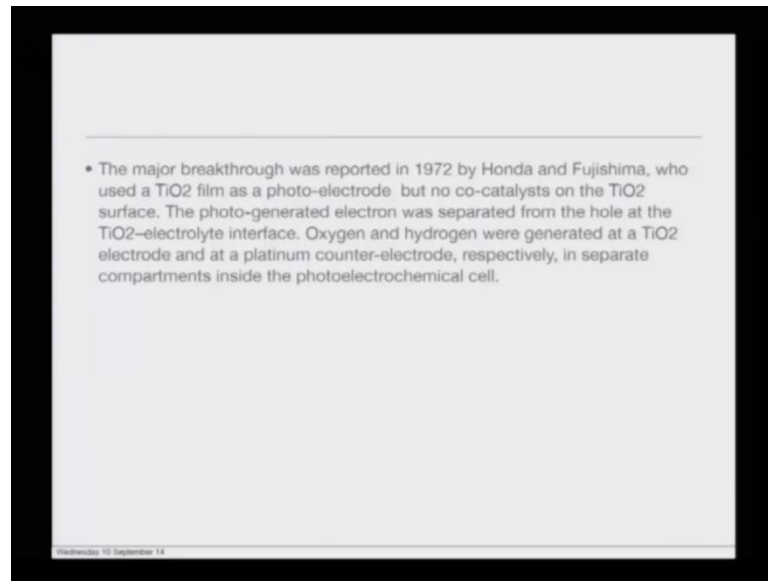 • The major breakthrough was reported in 1972 by Honda and Fujishima, who
used a TiO2 film as a photo-electrode but no co-catalysts on the TiO2
surface. The photo-generated electron was separated from the hole at the
TiO2–electrolyte interface. Oxygen and hydrogen were generated at a TiO2
electrode and at a platinum counter-electrode, respectively, in separate
compartments inside the photoelectrochemical cell.
Wednesday 10 September 14